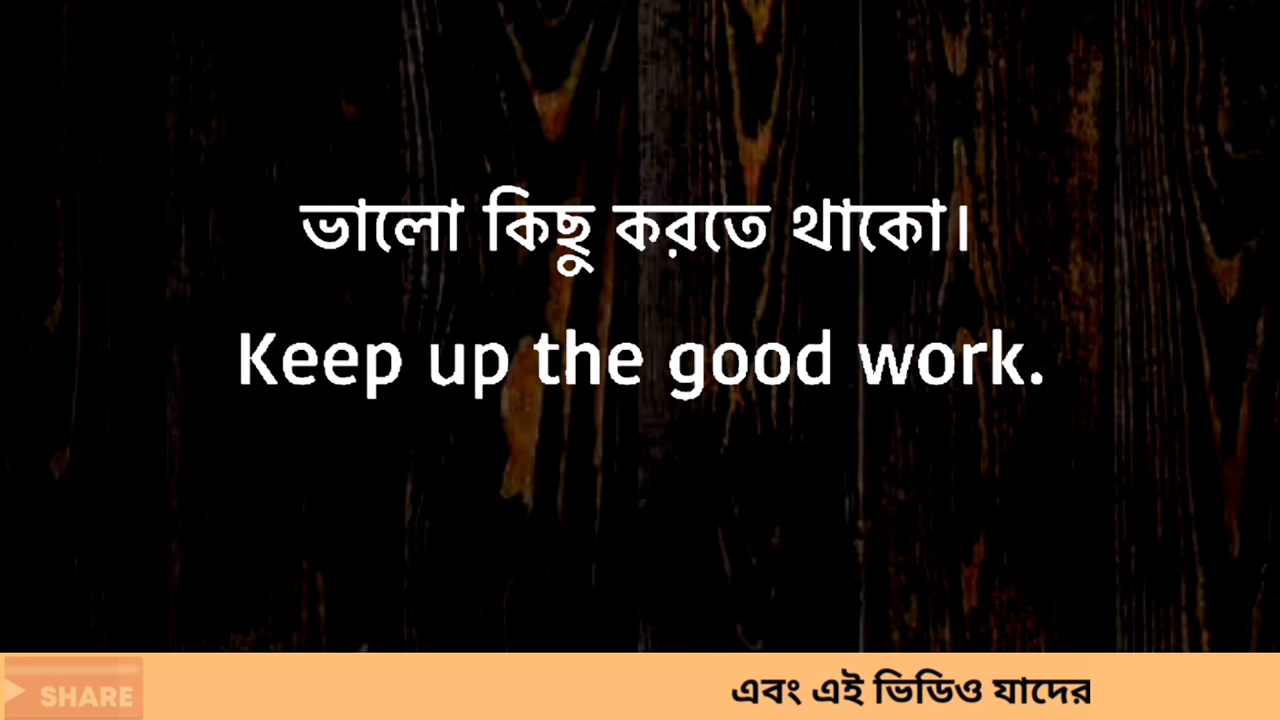 ভালো কিছু করতে থাকো।
Keep up the good work.
SHARE
এবং এই ভিডিও যাদের